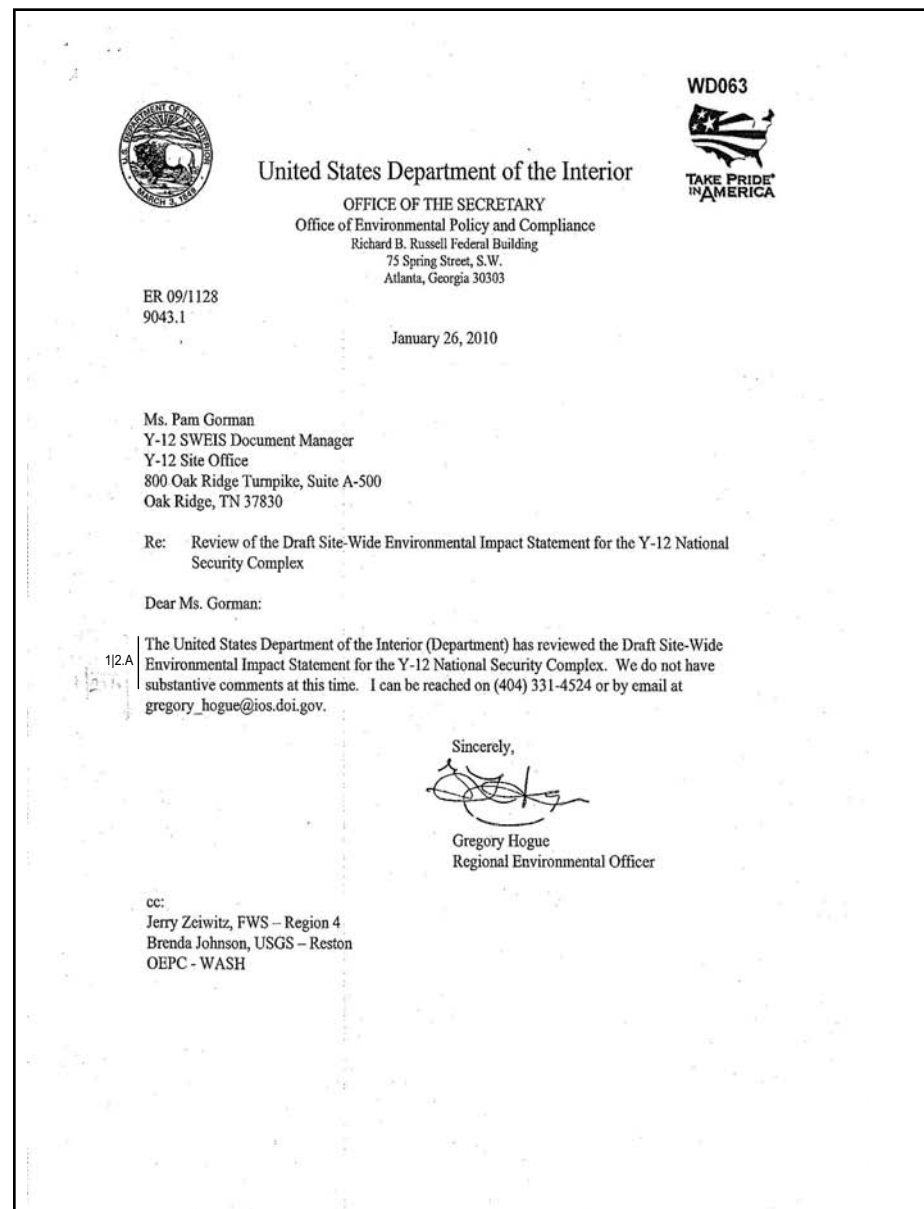 WD063
U.S. DEPARTMENT OF THE INTERIOR
MARCH 3, 1849
TAKE PRIDE®
IN AMERICA
United States Department of the Interior
OFFICE OF THE SECRETARY
Office of Environmental Policy and Compliance
Richard B. Russell Federal Building
75 Spring Street, S.W.
Atlanta, Georgia 30303
ER 09/1128
9043.1
January 26, 2010
Ms. Pam Gorman
Y-12 SWEIS Document Manager
Y-12 Site Office
800 Oak Ridge Turnpike, Suite A-500
Oak Ridge, TN 37830
Re: Review of the Draft Site-Wide Environmental Impact Statement for the Y-12 National
Security Complex
Dear Ms. Gorman:
The United States Department of the Interior (Department) has reviewed the Draft Site-Wide
1|2.A Environmental Impact Statement for the Y-12 National Security Complex. We do not have
substantive comments at this time. I can be reached on (404) 331-4524 or by email at
gregory_hogue@ios.doi.gov.
Sincerely,
Gregory Hogue
Regional Environmental Officer
cc:
Jerry Zeiwitz, FWS – Region 4
Brenda Johnson, USGS – Reston
OEPC - WASH